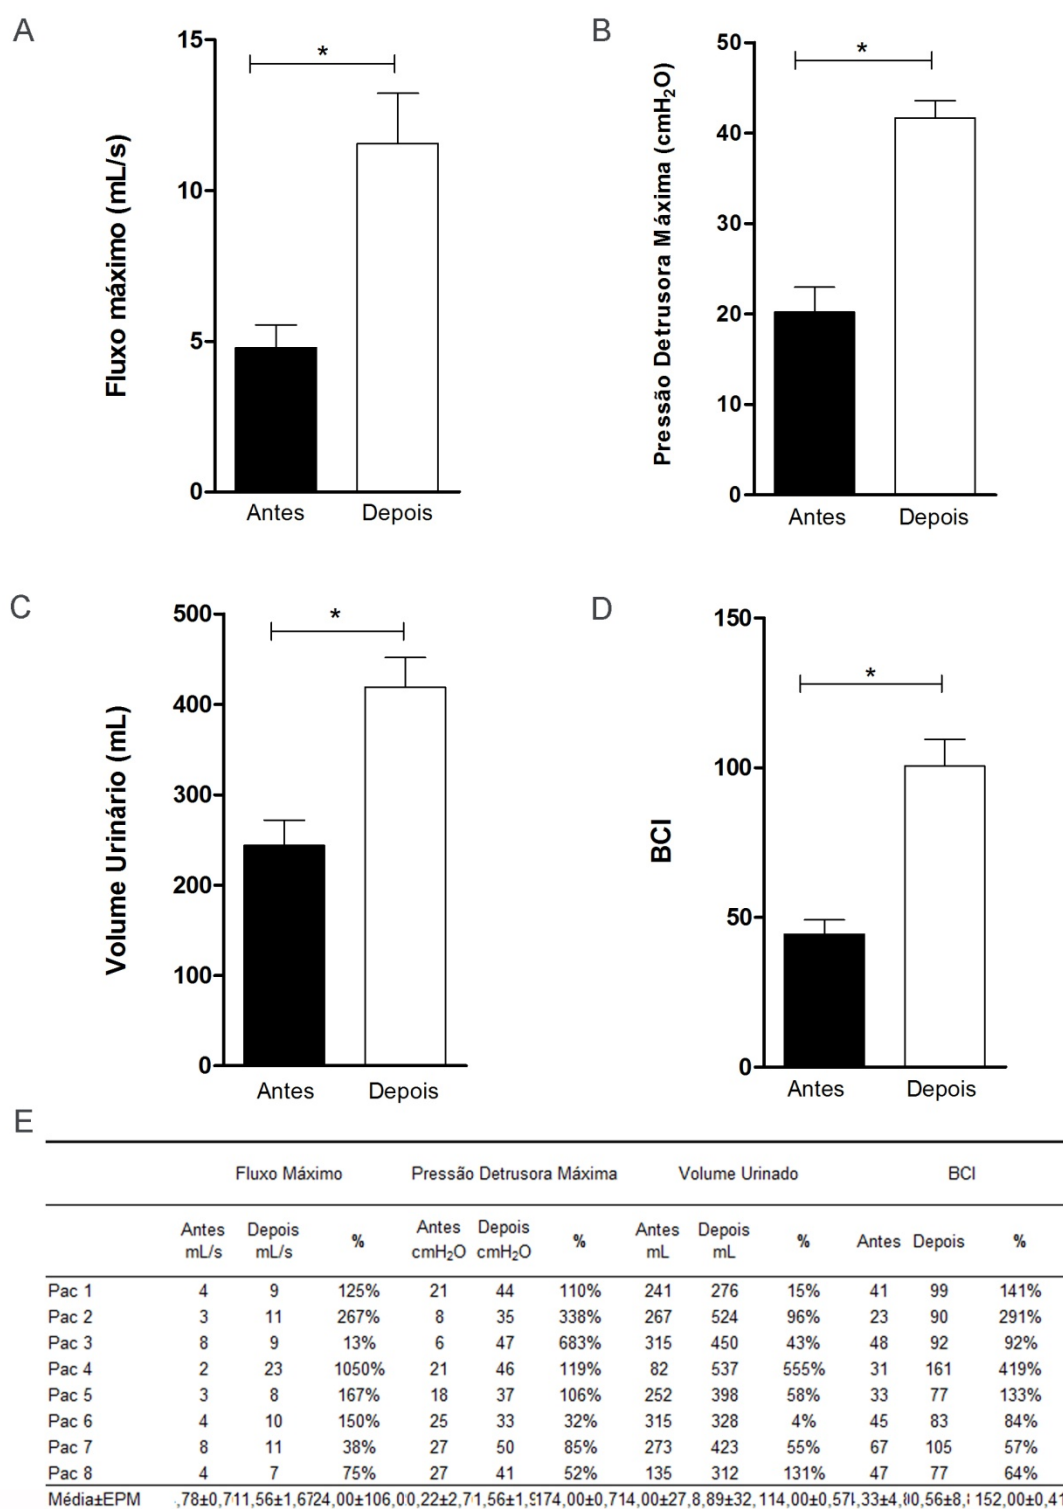 A
15
10
5
0
Fluxo máximo (mL/s)
*
Antes Depois
B
50
40
30
20
10
0
Pressão Detrusora Máxima (cmH₂O)
*
Antes Depois
C
500
400
300
200
100
0
Volume Urinário (mL)
*
Antes Depois
D
150
100
50
0
BCI
*
Antes Depois
E
Fluxo Máximo Pressão Detrusora Máxima Volume Urinado BCI
Antes mL/s Depois mL/s % Antes cmH₂O Depois cmH₂O % Antes mL Depois mL % Antes Depois %
Pac 1 4 9 125% 21 44 110% 241 276 15% 41 99 141%
Pac 2 3 11 267% 8 35 338% 267 524 96% 23 90 291%
Pac 3 8 9 13% 6 47 683% 315 450 43% 48 92 92%
Pac 4 2 23 1050% 21 46 119% 82 537 555% 31 161 419%
Pac 5 3 8 167% 18 37 106% 252 398 58% 33 77 133%
Pac 6 4 10 150% 25 33 32% 315 328 4% 45 83 84%
Pac 7 8 11 38% 27 50 85% 273 423 55% 67 105 57%
Pac 8 4 7 75% 27 41 52% 135 312 131% 47 77 64%
Média±EPM